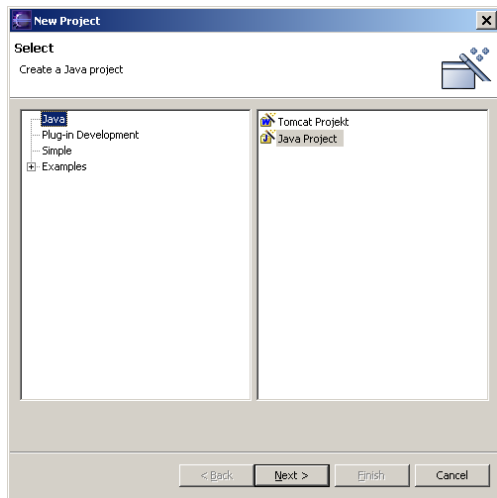 New Project
Select
Create a Java project
Java
Plug-in Development
Simple
Examples
Tomcat Projekt
Java Project
< Back
Next >
Finish
Cancel